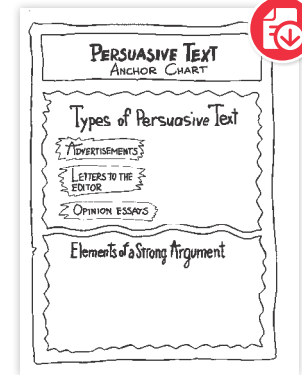 PERSUASIVE TEXT
ANCHOR CHART
Types of Persuasive Text
ADVERTISEMENTS
LETTERS TO THE
EDITOR
OPINION ESSAYS
Elements of a Strong Argument